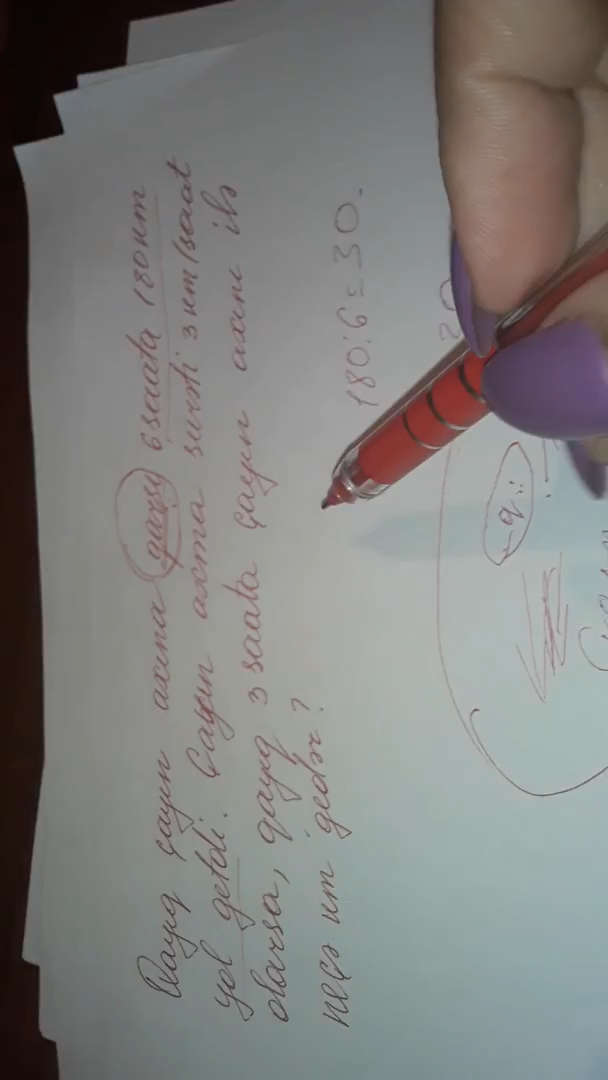 Qayıq çayın axına qarşı 6 saata 180 km
yol getdi. Çayın axma sürəti 3 km/saat
olarsa, qayıq 3 saata çayın axını ilə
neçə km gedər?
180:6=30.